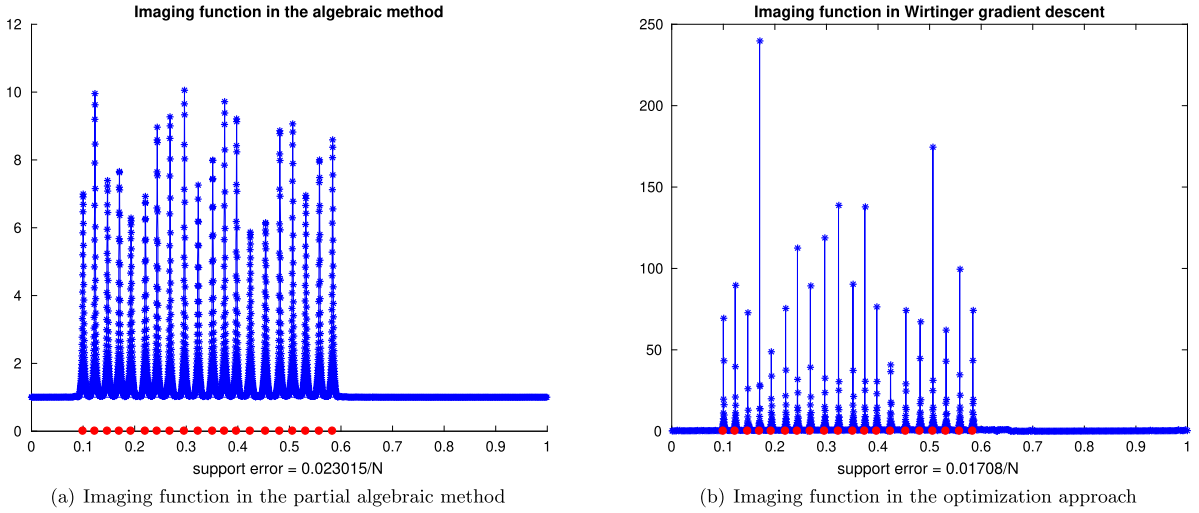 Imaging function in the algebraic method
12
10
8
6
4
2
0
0 0.1 0.2 0.3 0.4 0.5 0.6 0.7 0.8 0.9 1
support error = 0.023015/N
(a) Imaging function in the partial algebraic method
Imaging function in Wirtinger gradient descent
250
200
150
100
50
0
0 0.1 0.2 0.3 0.4 0.5 0.6 0.7 0.8 0.9 1
support error = 0.01708/N
(b) Imaging function in the optimization approach